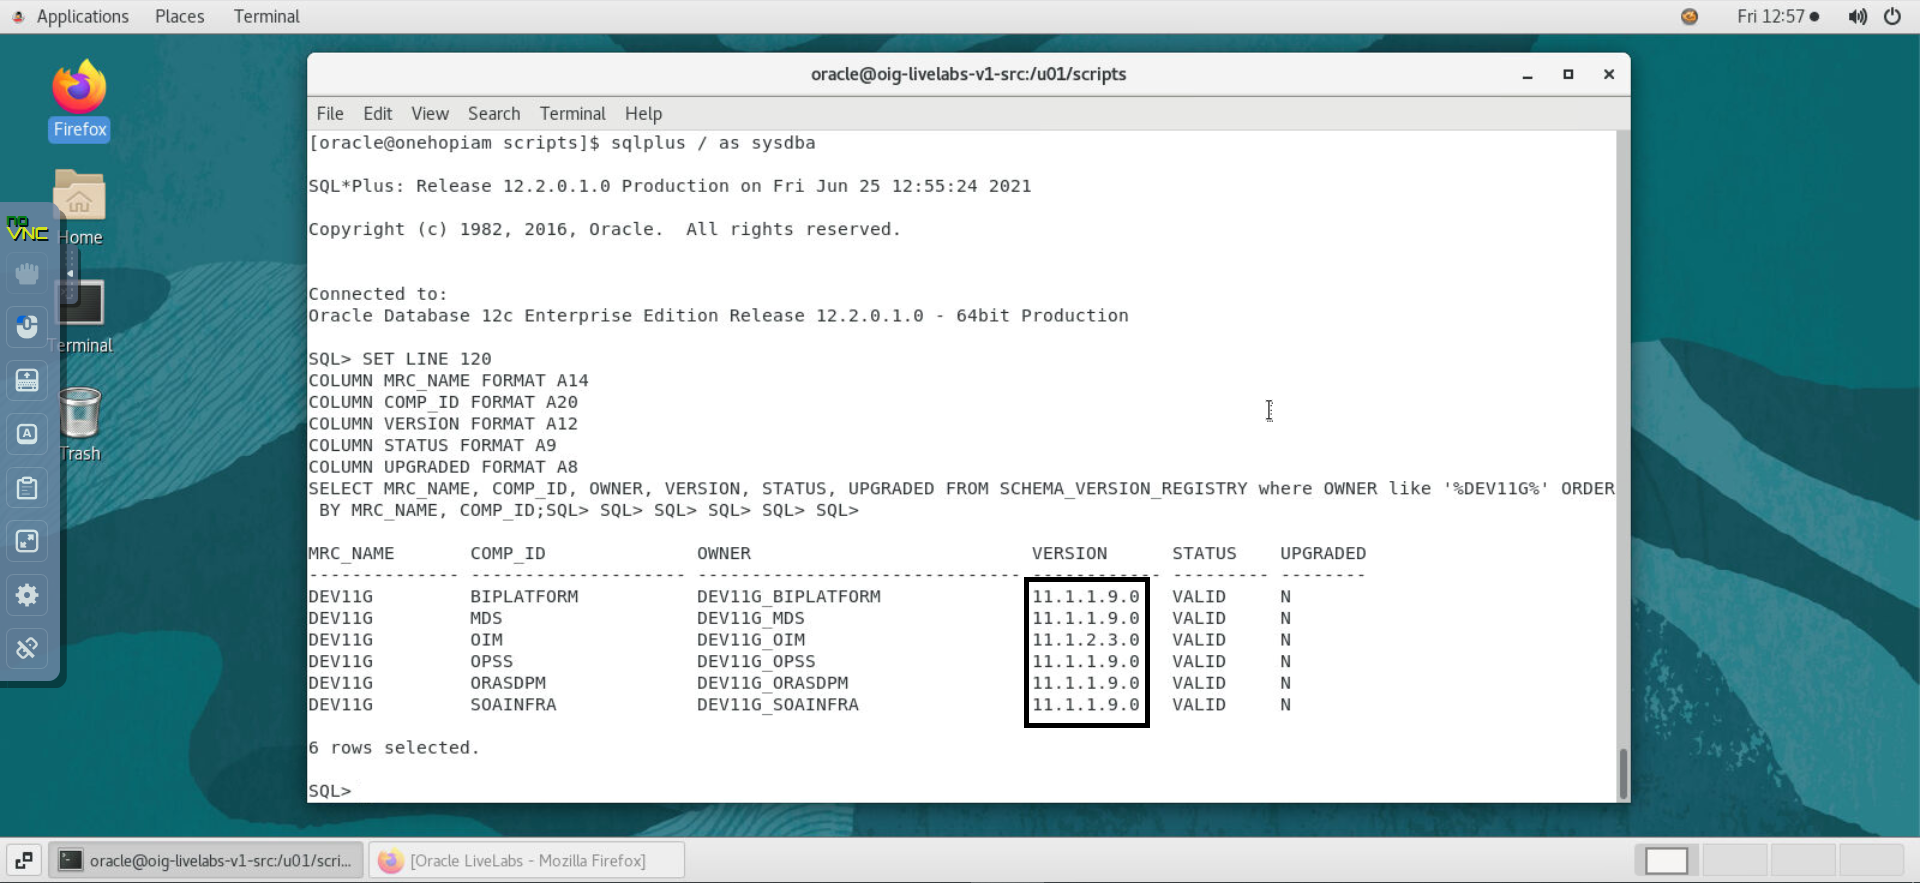 Applications Places Terminal Fri 12:57
oracle@oig-livelabs-v1-src:/u01/scripts
File Edit View Search Terminal Help
Firefox
no
VNC
Home
Terminal
A
Trash
[oracle@onehopiam scripts]$ sqlplus / as sysdba
SQL*Plus: Release 12.2.0.1.0 Production on Fri Jun 25 12:55:24 2021
Copyright (c) 1982, 2016, Oracle.  All rights reserved.
Connected to:
Oracle Database 12c Enterprise Edition Release 12.2.0.1.0 - 64bit Production
SQL> SET LINE 120
COLUMN MRC_NAME FORMAT A14
COLUMN COMP_ID FORMAT A20
COLUMN VERSION FORMAT A12
COLUMN STATUS FORMAT A9
COLUMN UPGRADED FORMAT A8
SELECT MRC_NAME, COMP_ID, OWNER, VERSION, STATUS, UPGRADED FROM SCHEMA_VERSION_REGISTRY where OWNER like '%DEV11G%' ORDER
 BY MRC_NAME, COMP_ID;SQL> SQL> SQL> SQL> SQL> SQL>
MRC_NAME       COMP_ID              OWNER                          VERSION      STATUS    UPGRADED
-------------- -------------------- ------------------------------ ------------ --------- --------
DEV11G         BIPLATFORM           DEV11G_BIPLATFORM              11.1.1.9.0   VALID     N
DEV11G         MDS                  DEV11G_MDS                     11.1.1.9.0   VALID     N
DEV11G         OIM                  DEV11G_OIM                     11.1.2.3.0   VALID     N
DEV11G         OPSS                 DEV11G_OPSS                    11.1.1.9.0   VALID     N
DEV11G         ORASDPM              DEV11G_ORASDPM                 11.1.1.9.0   VALID     N
DEV11G         SOAINFRA             DEV11G_SOAINFRA                11.1.1.9.0   VALID     N
6 rows selected.
SQL>
oracle@oig-livelabs-v1-src:/u01/scri... [Oracle LiveLabs - Mozilla Firefox]